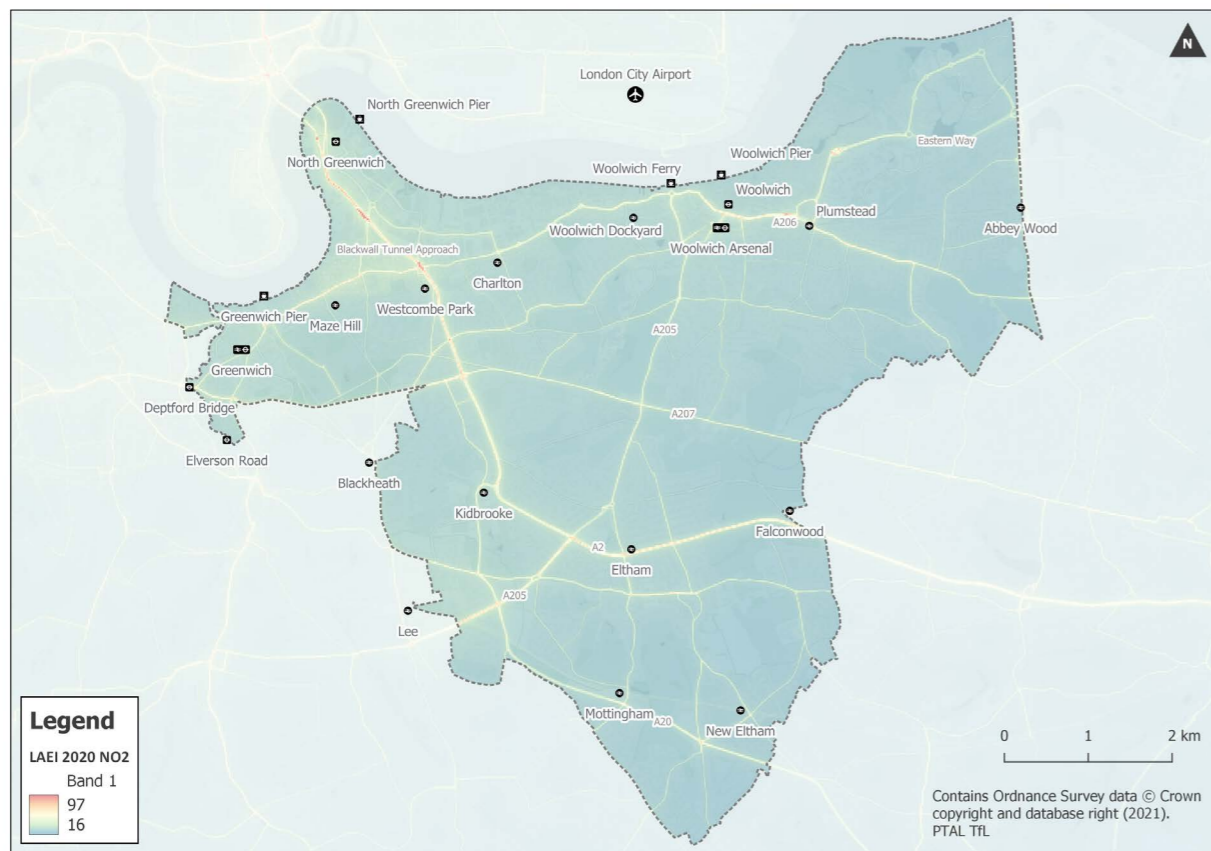 N
London City Airport
North Greenwich Pier
North Greenwich
Woolwich Ferry
Woolwich Pier
Woolwich
Eastern Way
Woolwich Dockyard
A206
Plumstead
Abbey Wood
Blackwall Tunnel Approach
Woolwich Arsenal
Charlton
Greenwich Pier
Maze Hill
Westcombe Park
A205
Greenwich
Deptford Bridge
A207
Elverson Road
Blackheath
Kidbrooke
Falconwood
A2
Eltham
A205
Lee
Mottingham
A20
New Eltham
Legend
LAEI 2020 NO2
Band 1
97
16
0 1 2 km
Contains Ordnance Survey data © Crown
copyright and database right (2021).
PTAL TfL